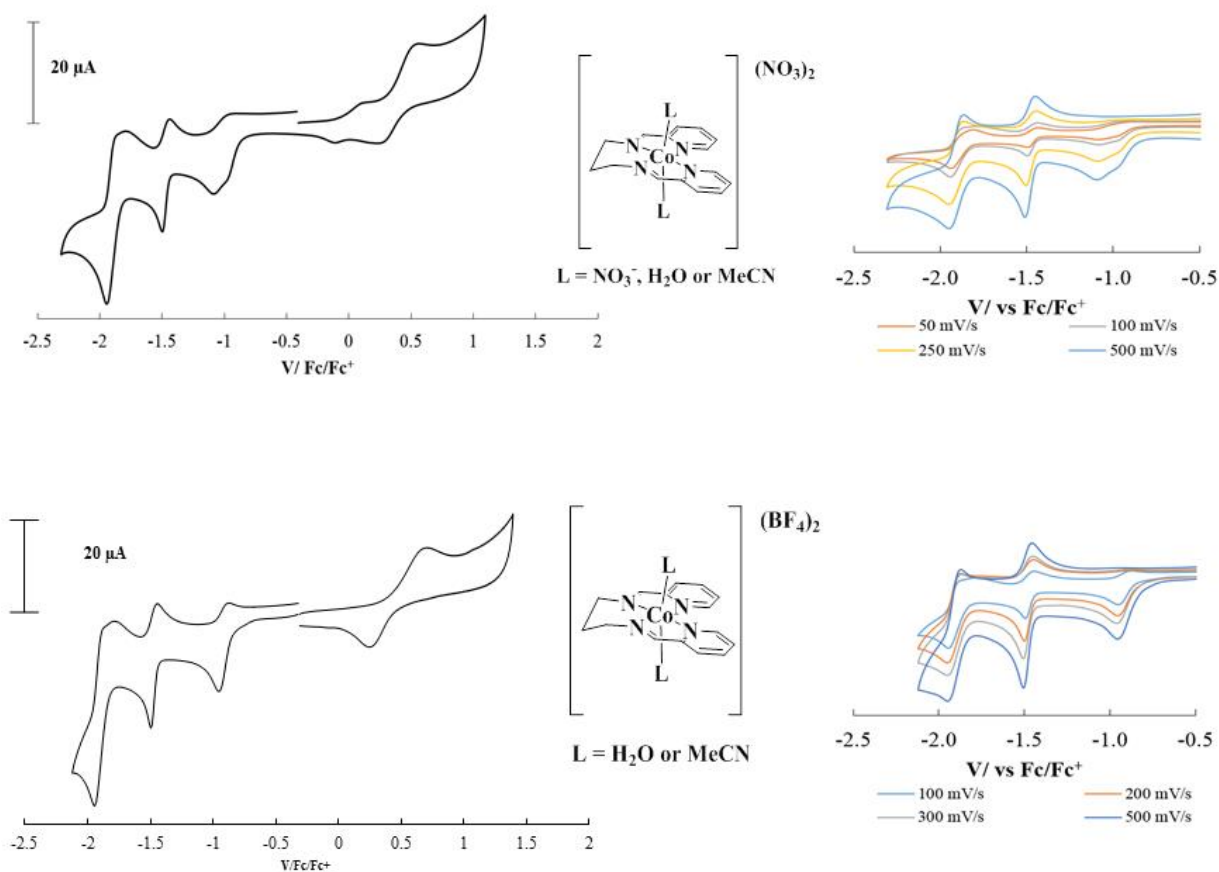 20 µA
-2.5 -2 -1.5 -1 -0.5 0 0.5 1 1.5 2
V/ Fc/Fc⁺
(NO₃)₂
L
N N
Co
N N
L
L = NO₃⁻, H₂O or MeCN
-2.5 -2.0 -1.5 -1.0 -0.5
V/ vs Fc/Fc⁺
50 mV/s 100 mV/s
250 mV/s 500 mV/s
20 µA
-2.5 -2 -1.5 -1 -0.5 0 0.5 1 1.5 2
V/Fc/Fc+
(BF₄)₂
L
N N
Co
N N
L
L = H₂O or MeCN
-2.5 -2.0 -1.5 -1.0 -0.5
V/ vs Fc/Fc⁺
100 mV/s 200 mV/s
300 mV/s 500 mV/s